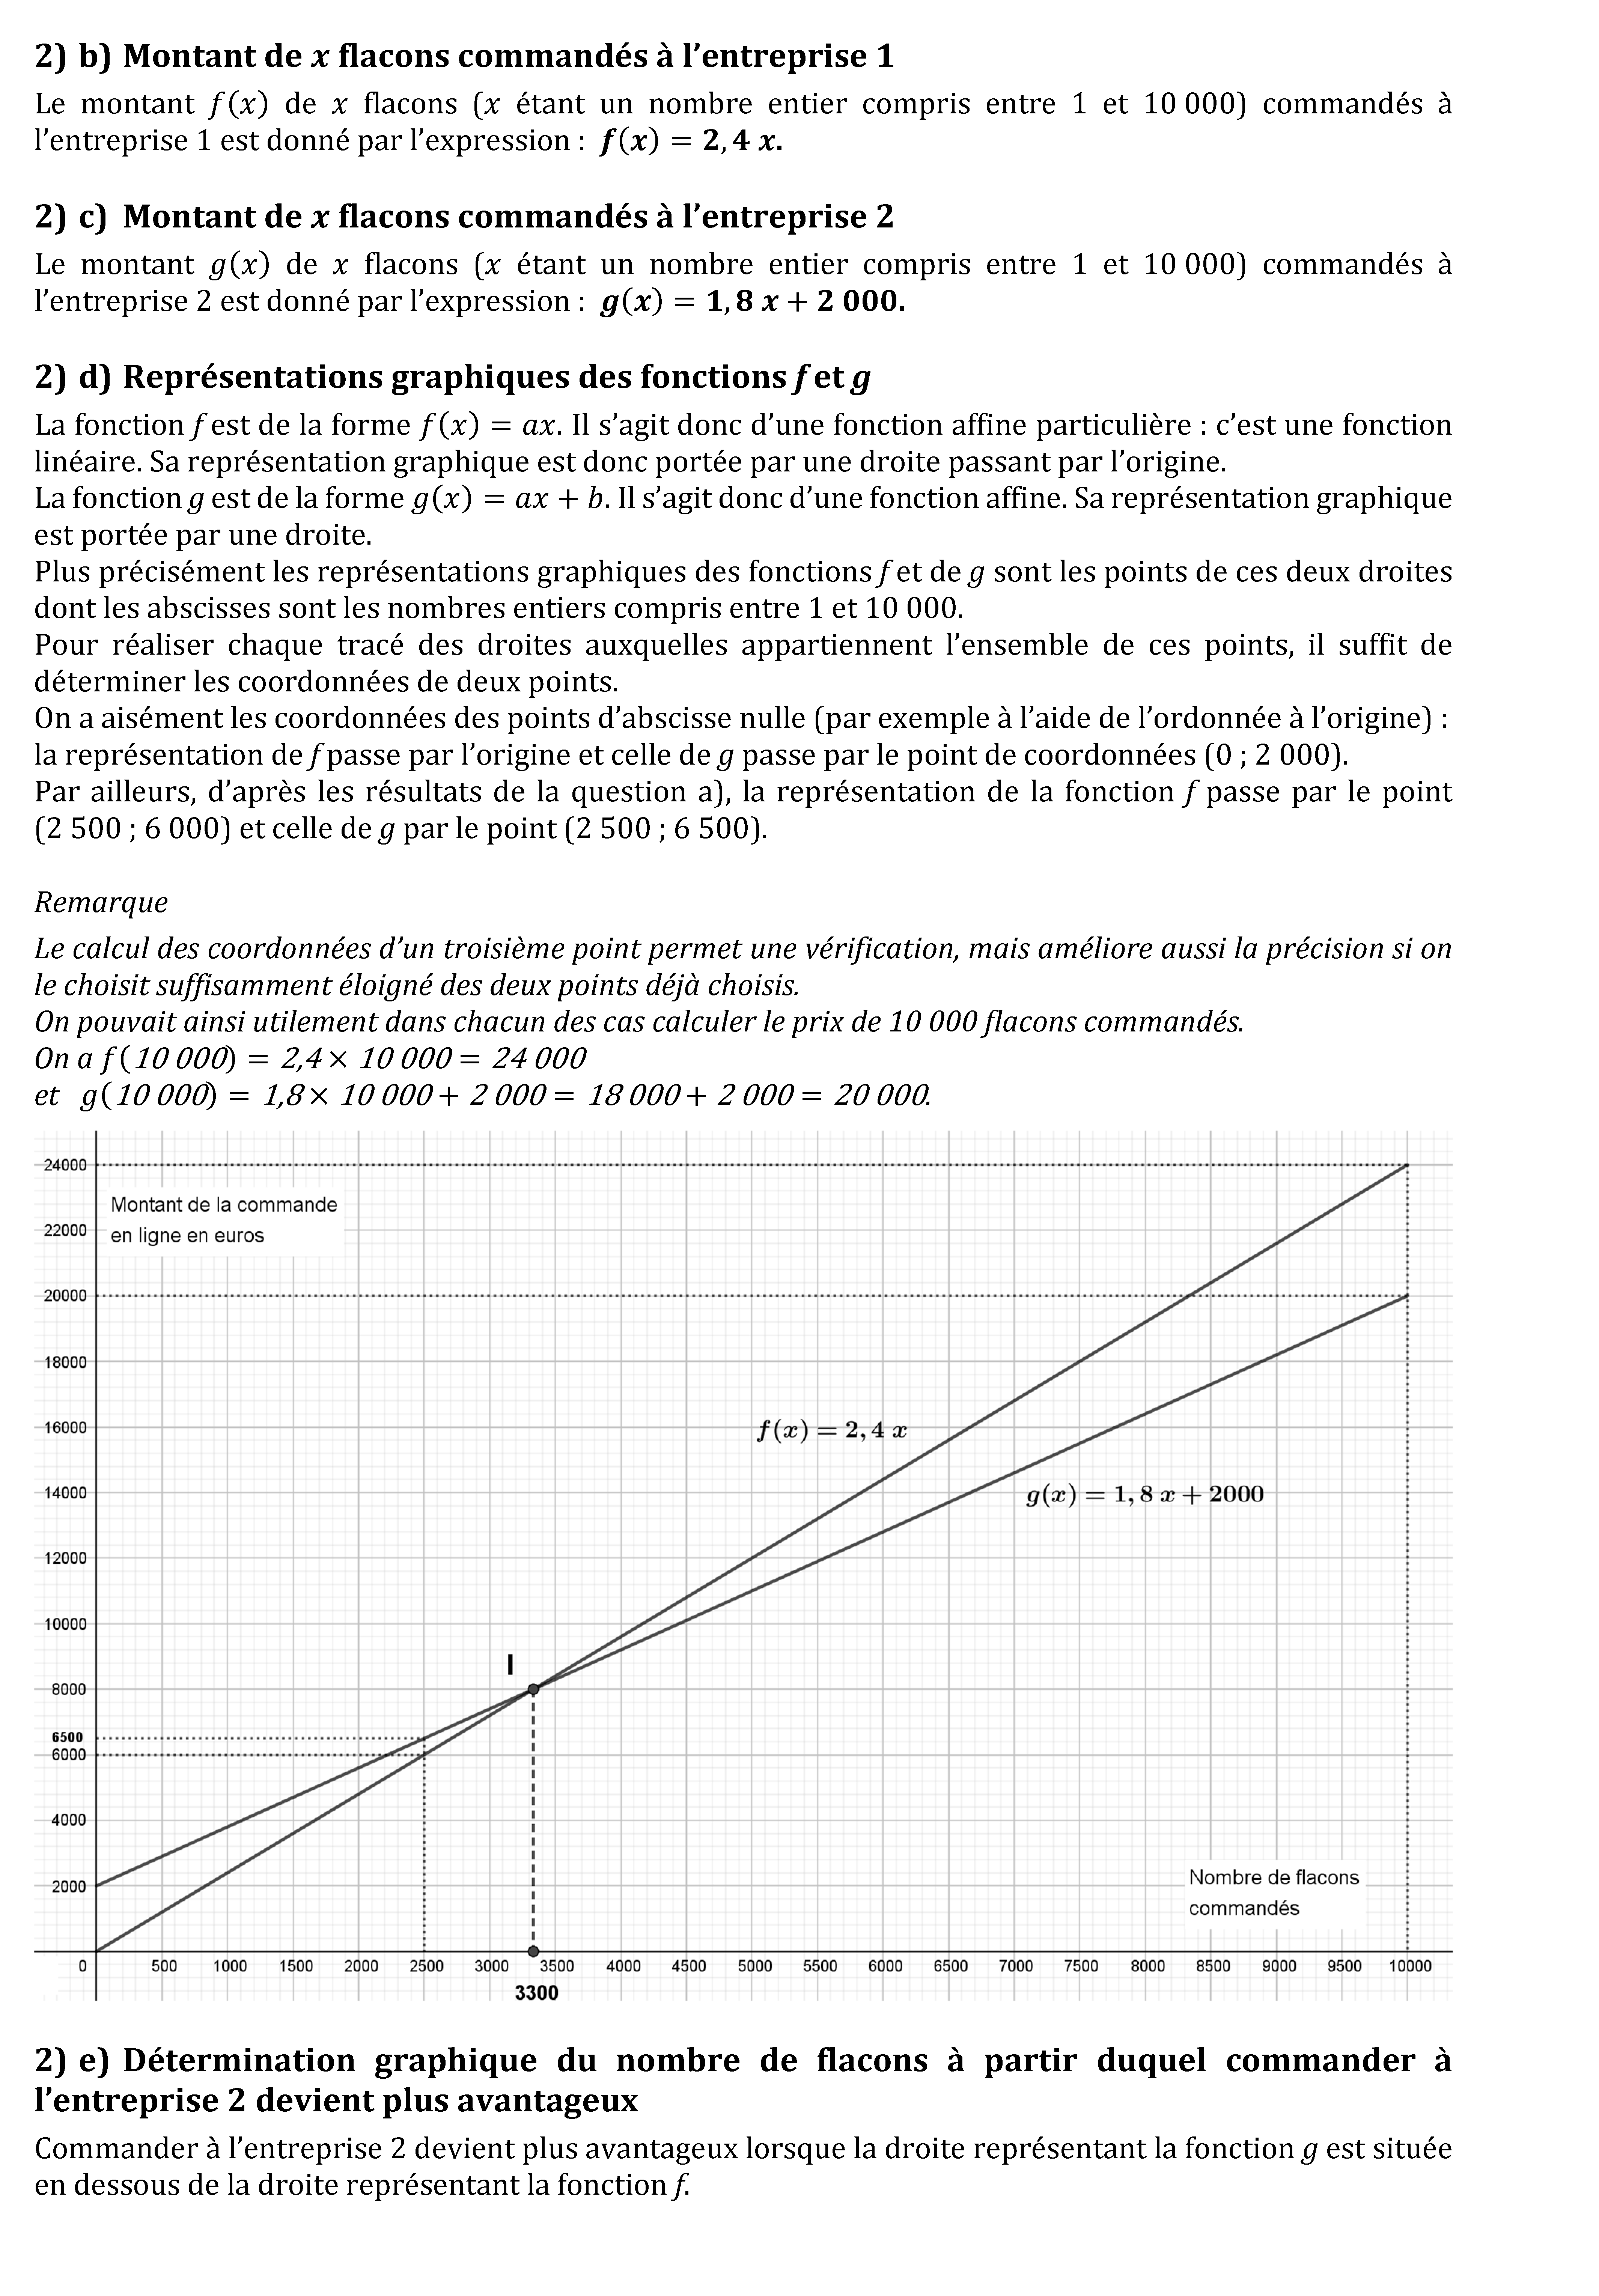 2) b) Montant de x flacons commandés à l’entreprise 1
Le montant f(x) de x flacons (x étant un nombre entier compris entre 1 et 10 000) commandés à
l’entreprise 1 est donné par l’expression : f(x) = 2,4 x.
2) c) Montant de x flacons commandés à l’entreprise 2
Le montant g(x) de x flacons (x étant un nombre entier compris entre 1 et 10 000) commandés à
l’entreprise 2 est donné par l’expression : g(x) = 1,8 x + 2 000.
2) d) Représentations graphiques des fonctions f et g
La fonction f est de la forme f(x) = ax. Il s’agit donc d’une fonction affine particulière : c’est une fonction
linéaire. Sa représentation graphique est donc portée par une droite passant par l’origine.
La fonction g est de la forme g(x) = ax + b. Il s’agit donc d’une fonction affine. Sa représentation graphique
est portée par une droite.
Plus précisément les représentations graphiques des fonctions f et de g sont les points de ces deux droites
dont les abscisses sont les nombres entiers compris entre 1 et 10 000.
Pour réaliser chaque tracé des droites auxquelles appartiennent l’ensemble de ces points, il suffit de
déterminer les coordonnées de deux points.
On a aisément les coordonnées des points d’abscisse nulle (par exemple à l’aide de l’ordonnée à l’origine) :
la représentation de f passe par l’origine et celle de g passe par le point de coordonnées (0 ; 2 000).
Par ailleurs, d’après les résultats de la question a), la représentation de la fonction f passe par le point
(2 500 ; 6 000) et celle de g par le point (2 500 ; 6 500).
Remarque
Le calcul des coordonnées d’un troisième point permet une vérification, mais améliore aussi la précision si on
le choisit suffisamment éloigné des deux points déjà choisis.
On pouvait ainsi utilement dans chacun des cas calculer le prix de 10 000 flacons commandés.
On a f(10 000) = 2,4 × 10 000 = 24 000
et g(10 000) = 1,8 × 10 000 + 2 000 = 18 000 + 2 000 = 20 000.
24000
Montant de la commande
22000
en ligne en euros
20000
18000
16000
f(x) = 2,4 x
14000
g(x) = 1,8 x + 2000
12000
10000
I
8000
6500
6000
4000
2000
Nombre de flacons
commandés
0 500 1000 1500 2000 2500 3000 3500 4000 4500 5000 5500 6000 6500 7000 7500 8000 8500 9000 9500 10000
3300
2) e) Détermination graphique du nombre de flacons à partir duquel commander à
l’entreprise 2 devient plus avantageux
Commander à l’entreprise 2 devient plus avantageux lorsque la droite représentant la fonction g est située
en dessous de la droite représentant la fonction f.